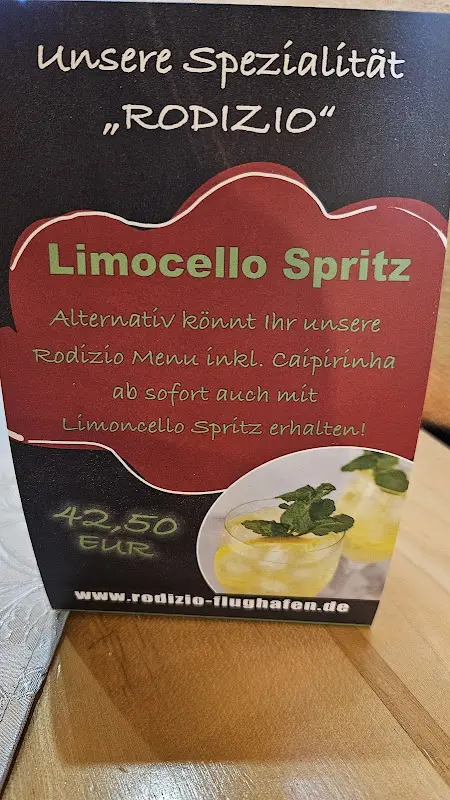 Unsere Spezialität
„RODIZIO“
Limocello Spritz
Alternativ könnt Ihr unsere
Rodizio Menu inkl. Caipirinha
ab sofort auch mit
Limoncello Spritz erhalten!
42,50
EUR
www.rodizio-flughafen.de